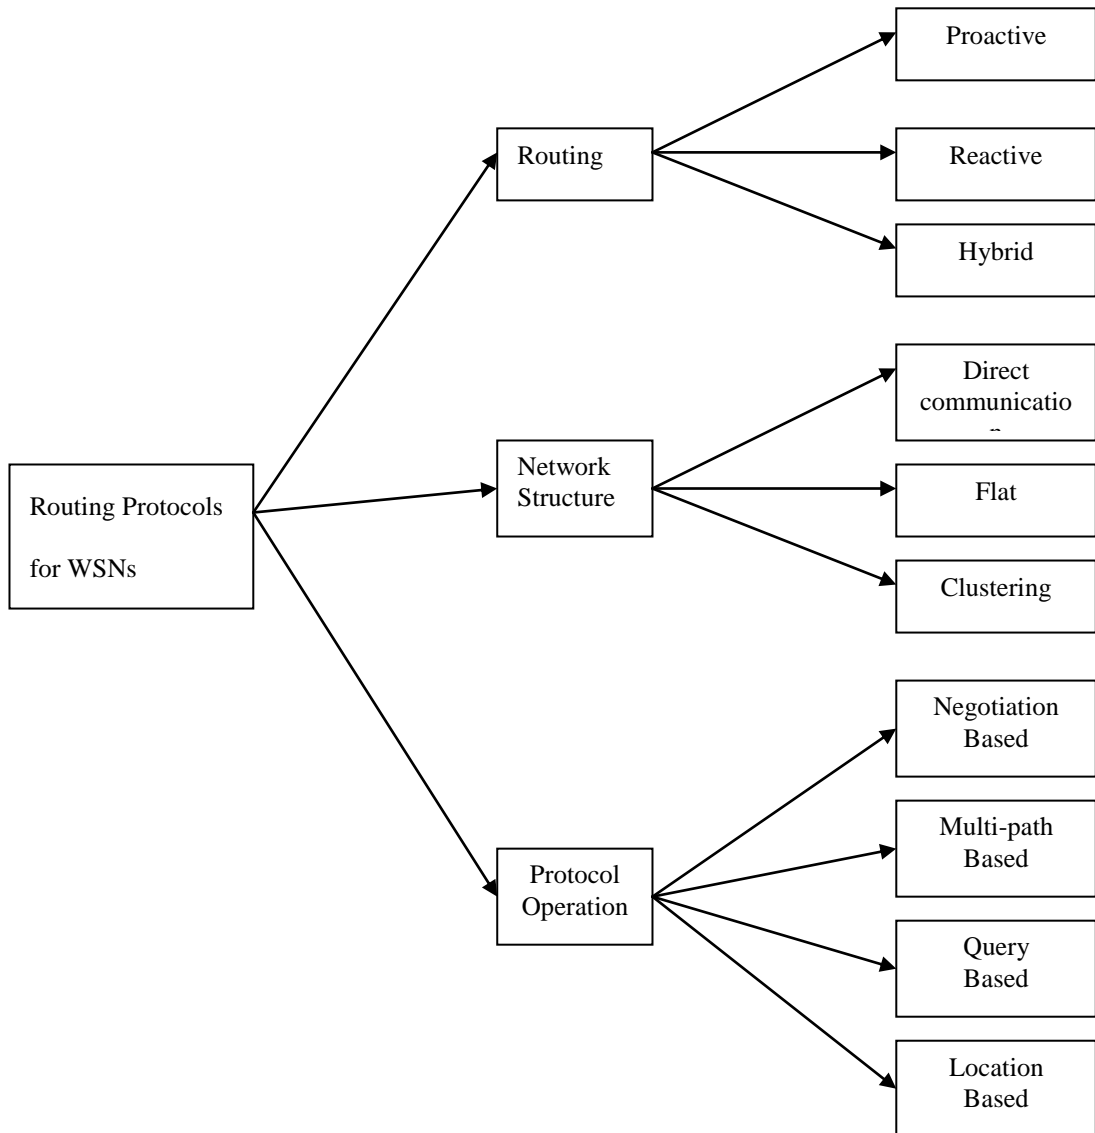 Proactive
Routing
Reactive
Hybrid
Direct
communicatio
n
Network
Structure
Flat
Routing Protocols
for WSNs
Clustering
Negotiation
Based
Multi-path
Based
Protocol
Operation
Query
Based
Location
Based